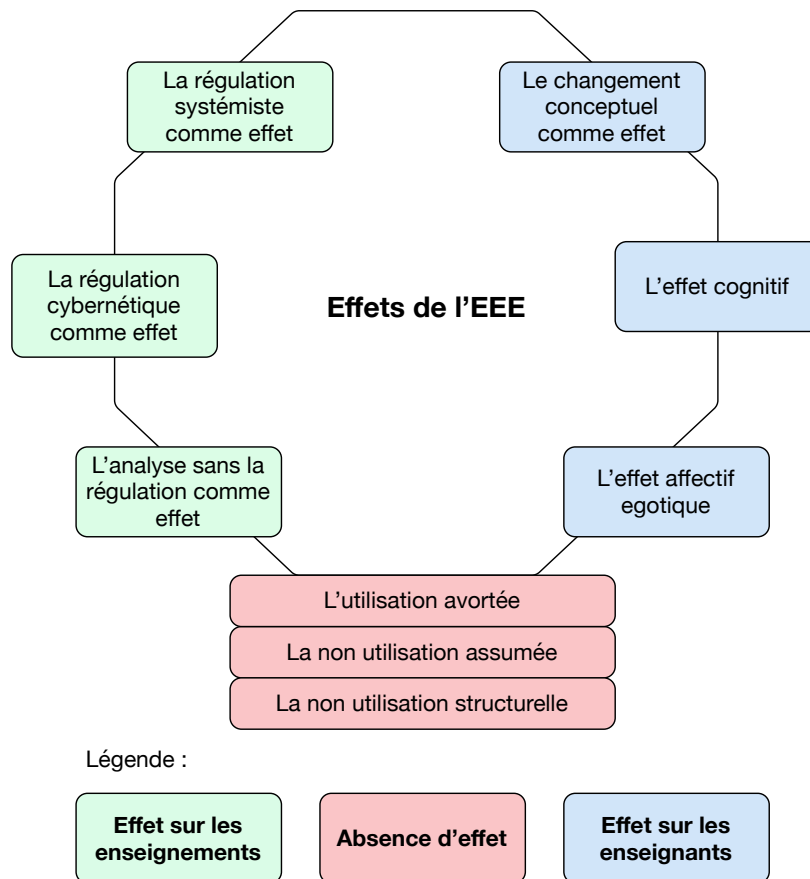 La régulation
systémiste
comme effet
Le changement
conceptuel
comme effet
La régulation
cybernétique
comme effet
Effets de l’EEE
L’effet cognitif
L’analyse sans la
régulation comme
effet
L’effet affectif
egotique
L’utilisation avortée
La non utilisation assumée
La non utilisation structurelle
Légende :
Effet sur les
enseignements
Absence d’effet
Effet sur les
enseignants